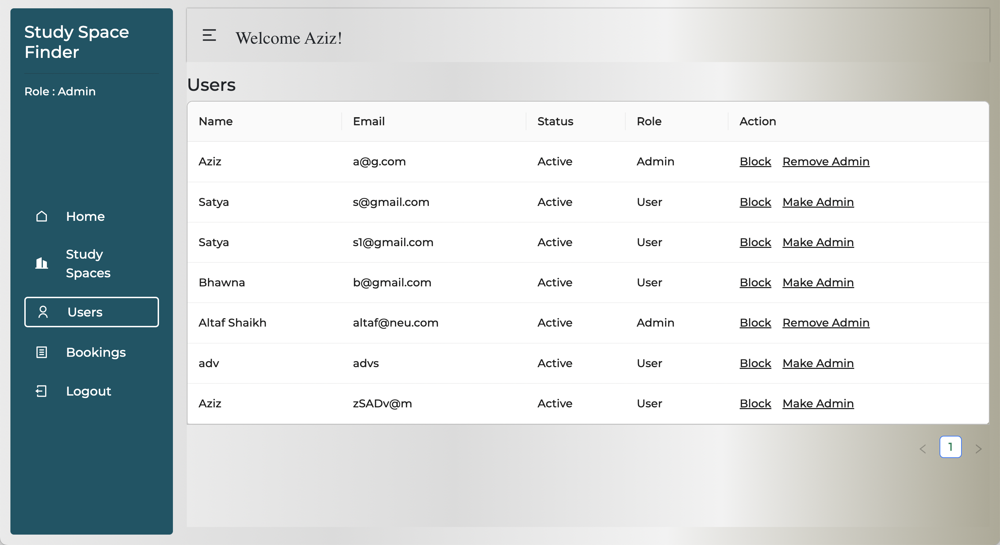 Study Space
Finder
Role : Admin
Home
Study
Spaces
Users
Bookings
Logout
Welcome Aziz!
Users
Name Email Status Role Action
Aziz a@g.com Active Admin Block Remove Admin
Satya s@gmail.com Active User Block Make Admin
Satya s1@gmail.com Active User Block Make Admin
Bhawna b@gmail.com Active User Block Make Admin
Altaf Shaikh altaf@neu.com Active Admin Block Remove Admin
adv advs Active User Block Make Admin
Aziz zSADv@m Active User Block Make Admin
1